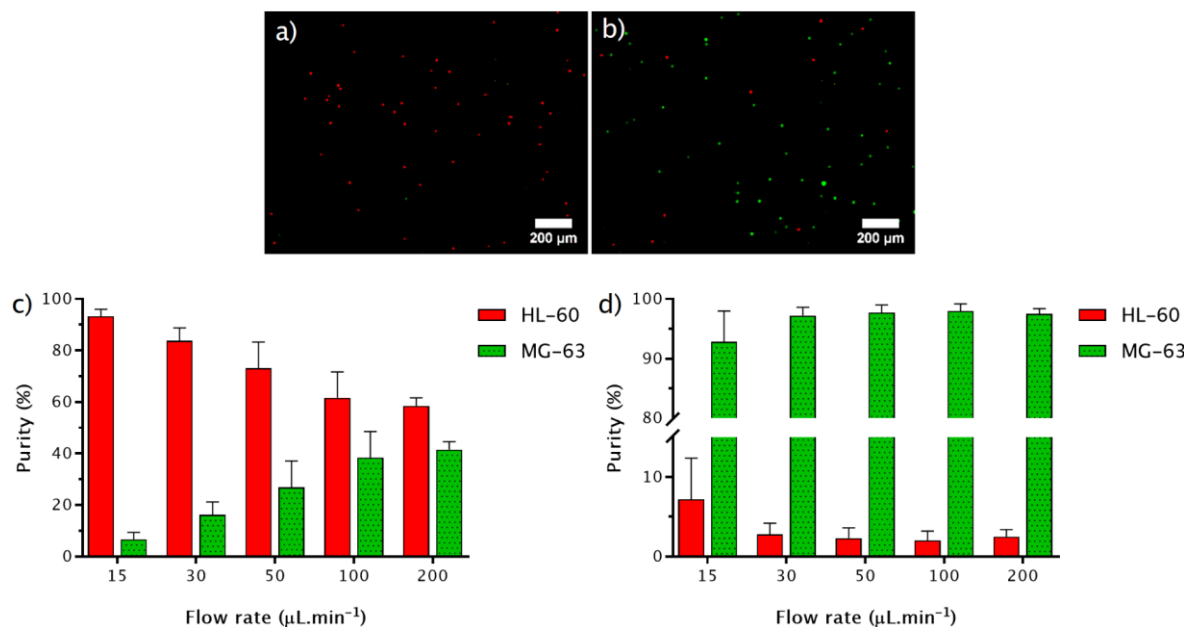 a)
200 μm
b)
200 μm
c)
Purity (%)
100
80
60
40
20
0
15 30 50 100 200
Flow rate (μL.min⁻¹)
HL-60
MG-63
d)
Purity (%)
100
90
80
10
0
15 30 50 100 200
Flow rate (μL.min⁻¹)
HL-60
MG-63